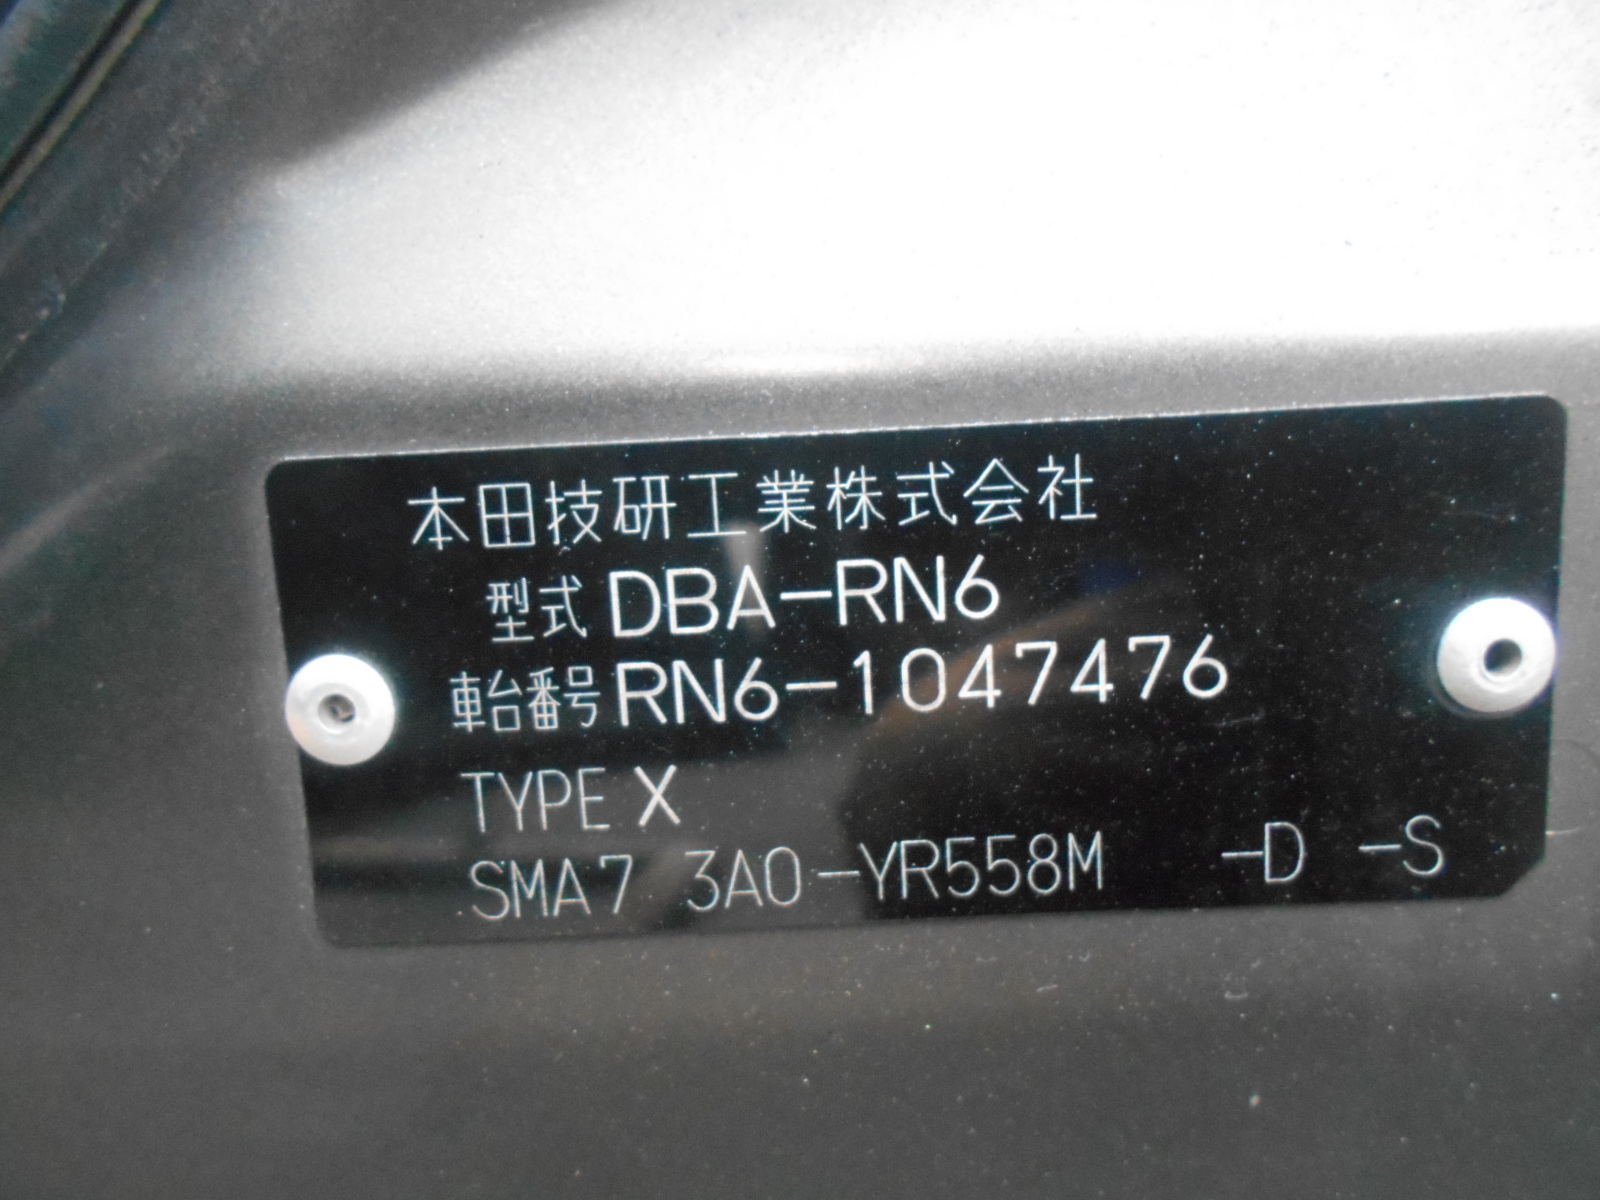 本田技研工業株式会社
型式 DBA-RN6
車台番号 RN6-1047476
TYPE X
SMA7 3A0-YR558M -D -S